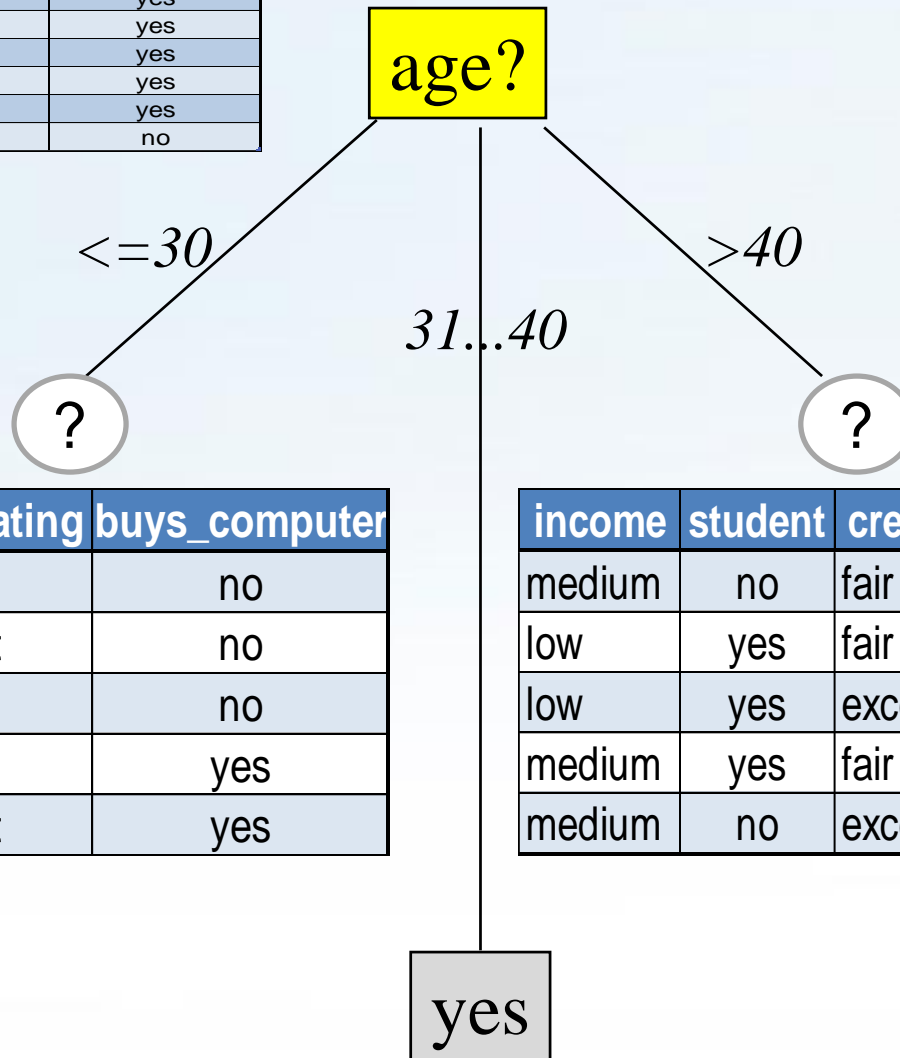 yes
yes
yes
yes
yes
no
age?
<=30
31...40
>40
?
?
buys_computer
no
no
no
yes
yes
income student
medium no fair
low yes fair
low yes
medium yes fair
medium no
yes